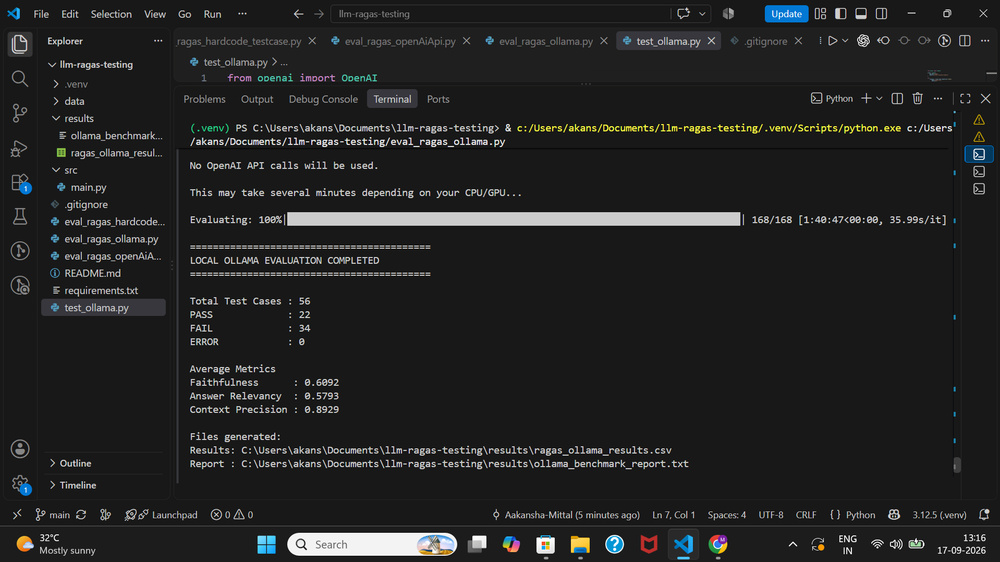 File Edit Selection View Go Run ... llm-ragas-testing Update
Explorer ...
llm-ragas-testing
.venv
data
results
ollama_benchmark...
ragas_ollama_resul...
src
main.py
.gitignore
eval_ragas_hardcode...
eval_ragas_ollama.py
eval_ragas_openAiA...
README.md
requirements.txt
test_ollama.py
Outline
Timeline
1
1
_ragas_hardcode_testcase.py eval_ragas_openAiApi.py eval_ragas_ollama.py test_ollama.py .gitignore
test_ollama.py > ...
1 from openai import OpenAI
Problems Output Debug Console Terminal Ports Python
(.venv) PS C:\Users\akans\Documents\llm-ragas-testing> & c:/Users/akans/Documents/llm-ragas-testing/.venv/Scripts/python.exe c:/Users
/akans/Documents/llm-ragas-testing/eval_ragas_ollama.py
No OpenAI API calls will be used.
This may take several minutes depending on your CPU/GPU...
Evaluating: 100%| | 168/168 [1:40:47<00:00, 35.99s/it]
==========================================
LOCAL OLLAMA EVALUATION COMPLETED
==========================================
Total Test Cases : 56
PASS : 22
FAIL : 34
ERROR : 0
Average Metrics
Faithfulness : 0.6092
Answer Relevancy : 0.5793
Context Precision : 0.8929
Files generated:
Results: C:\Users\akans\Documents\llm-ragas-testing\results\ragas_ollama_results.csv
Report : C:\Users\akans\Documents\llm-ragas-testing\results\ollama_benchmark_report.txt
main Launchpad 0 0 Aakansha-Mittal (5 minutes ago) Ln 7, Col 1 Spaces: 4 UTF-8 CRLF { } Python 3.12.5 (.venv)
32°C
Mostly sunny
Search
M
ENG
IN
13:16
17-09-2026